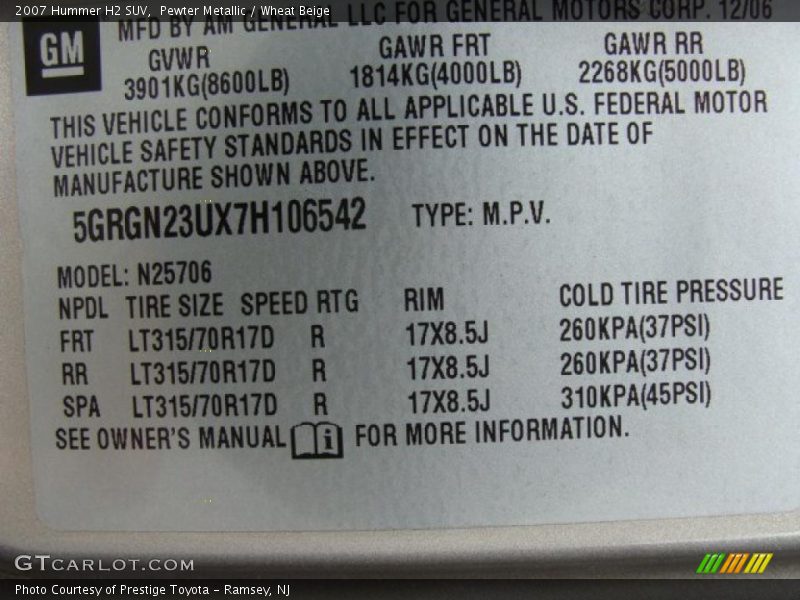 2007 Hummer H2 SUV, Pewter Metallic / Wheat Beige
MFD BY AM GENERAL LLC FOR GENERAL MOTORS CORP. 12/06
GM
GVWR GAWR FRT GAWR RR
3901KG(8600LB) 1814KG(4000LB) 2268KG(5000LB)
THIS VEHICLE CONFORMS TO ALL APPLICABLE U.S. FEDERAL MOTOR
VEHICLE SAFETY STANDARDS IN EFFECT ON THE DATE OF
MANUFACTURE SHOWN ABOVE.
5GRGN23UX7H106542 TYPE: M.P.V.
MODEL: N25706
NPDL TIRE SIZE SPEED RTG RIM COLD TIRE PRESSURE
FRT LT315/70R17D R 17X8.5J 260KPA(37PSI)
RR LT315/70R17D R 17X8.5J 260KPA(37PSI)
SPA LT315/70R17D R 17X8.5J 310KPA(45PSI)
SEE OWNER'S MANUAL i FOR MORE INFORMATION.
GTCARLOT.COM
Photo Courtesy of Prestige Toyota - Ramsey, NJ